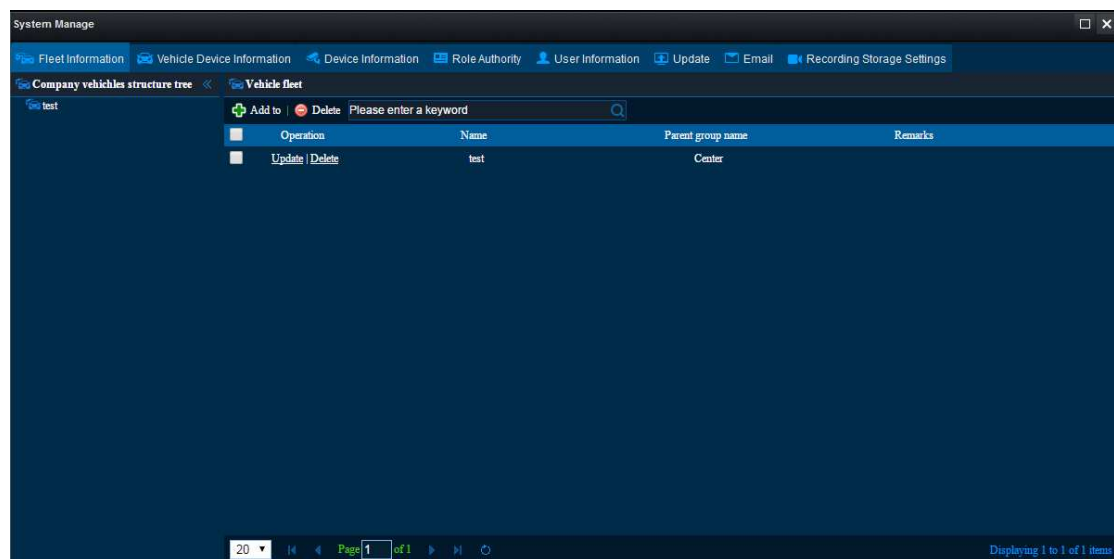 System Manage
Fleet Information Vehicle Device Information Device Information Role Authority User Information Update Email Recording Storage Settings
Company vehichles structure tree Vehicle fleet
test
Add to | Delete Please enter a keyword
Operation Name Parent group name Remarks
Update | Delete test Center
20 Page 1 of 1 Displaying 1 to 1 of 1 items